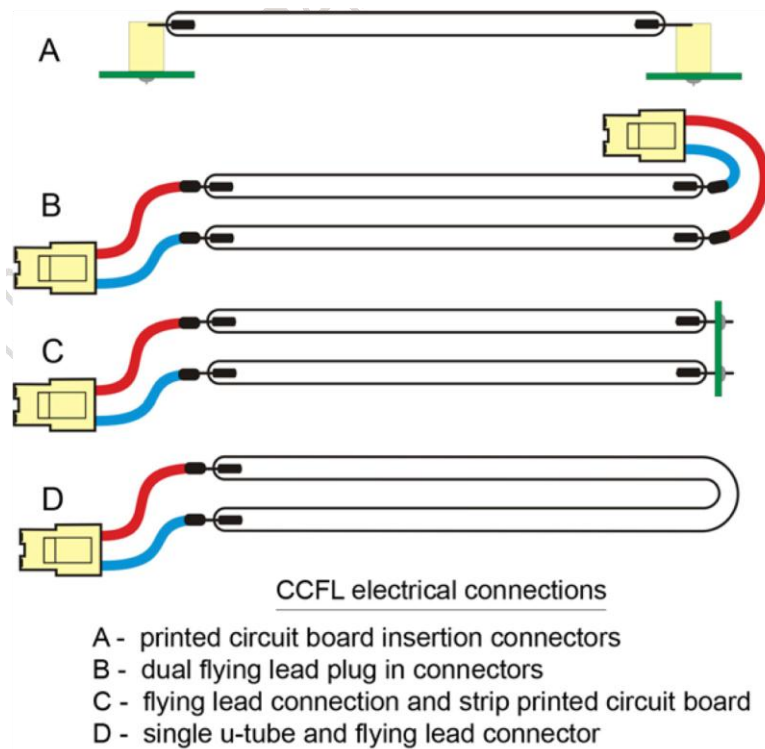 A
B
C
D
CCFL electrical connections
A - printed circuit board insertion connectors
B - dual flying lead plug in connectors
C - flying lead connection and strip printed circuit board
D - single u-tube and flying lead connector